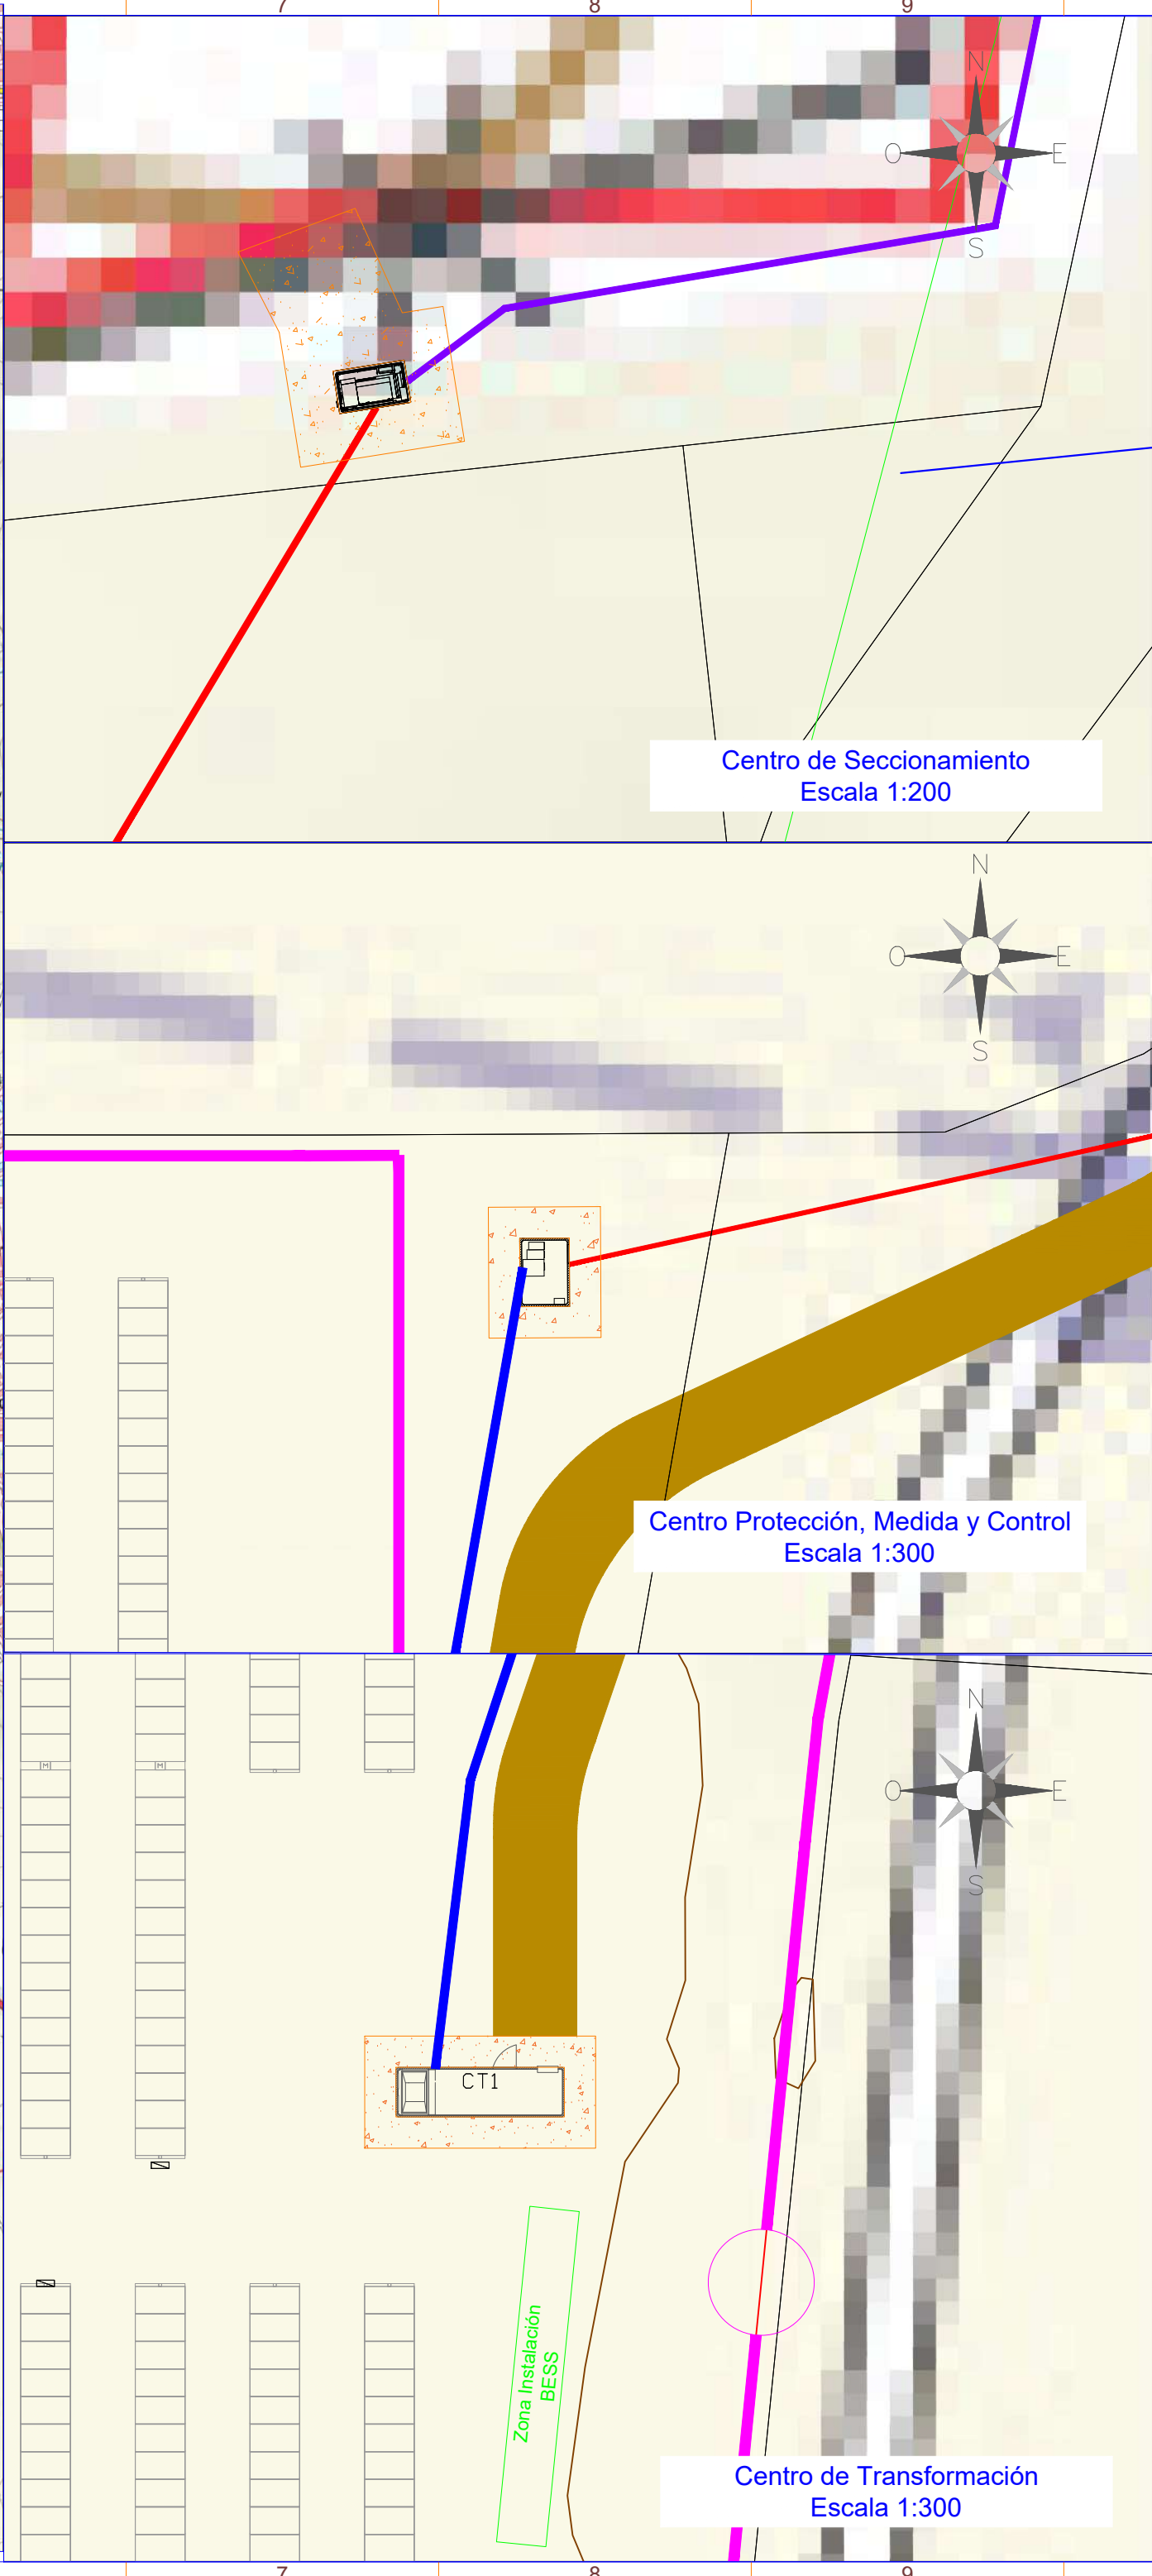 7 8 9
N
O E
S
Centro de Seccionamiento
Escala 1:200
N
O E
S
Centro Protección, Medida y Control
Escala 1:300
M M
N
O E
S
CT1
Zona Instalación
BESS
Centro de Transformación
Escala 1:300
7 8 9